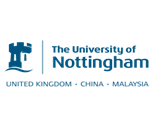 The University of
Nottingham
UNITED KINGDOM · CHINA · MALAYSIA